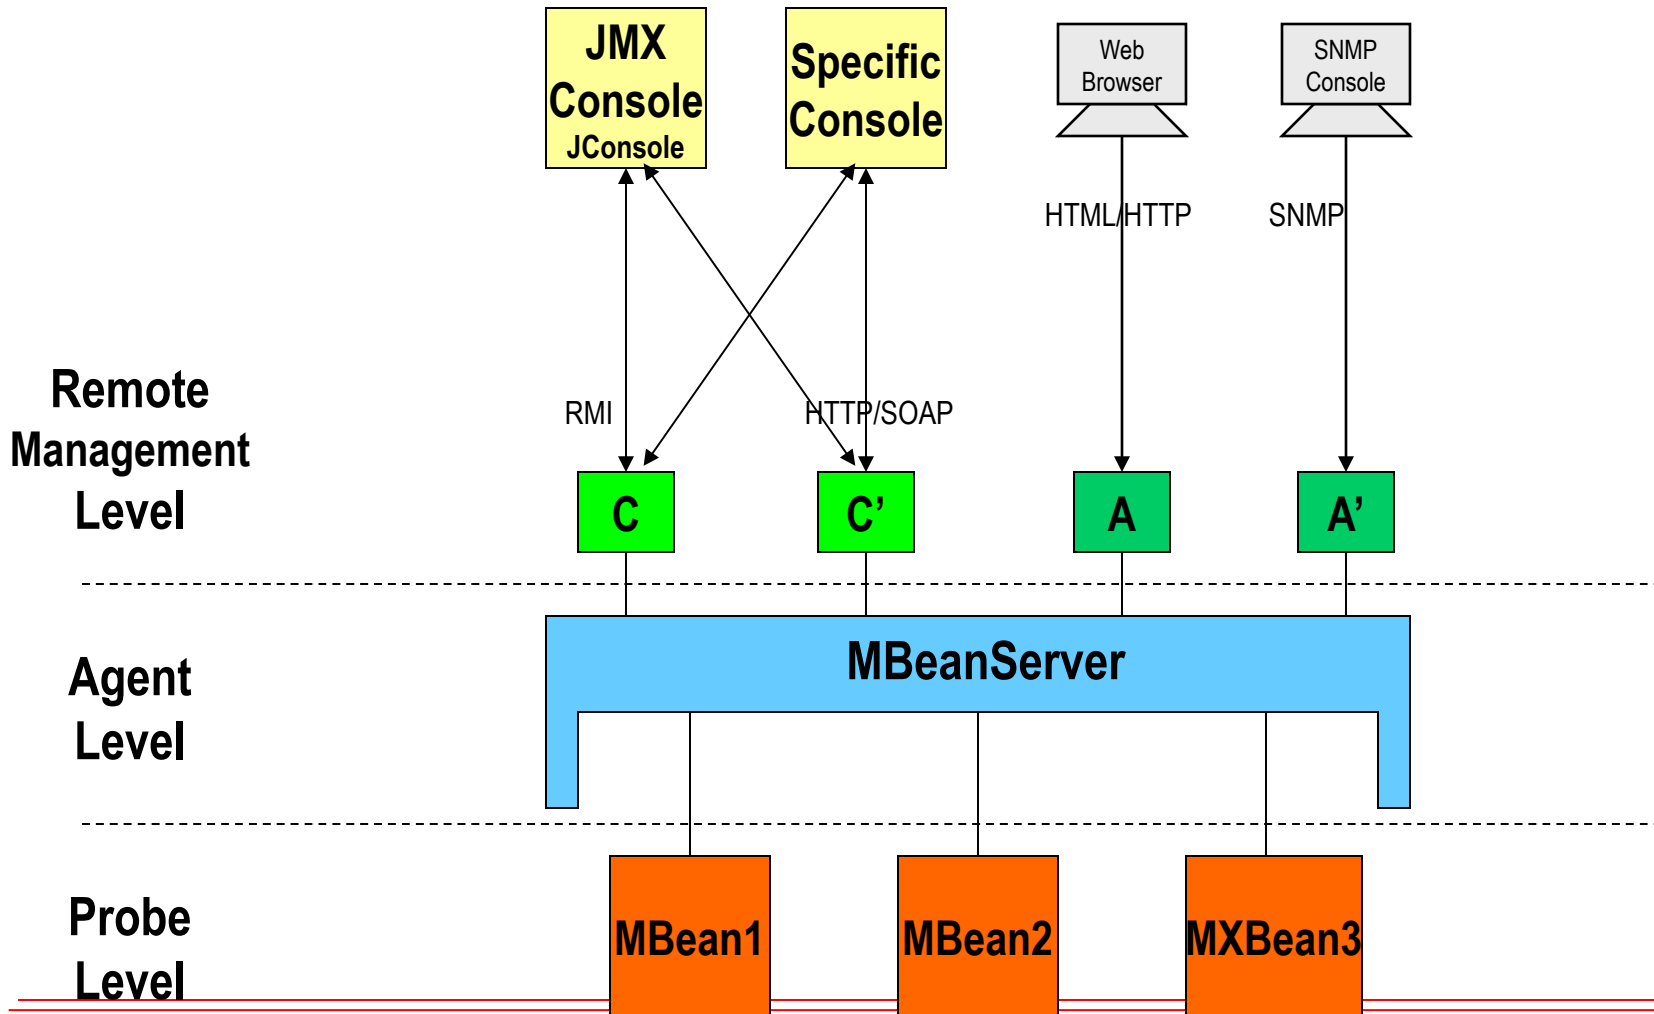 JMX
Console
JConsole
Specific
Console
Web
Browser
SNMP
Console
HTML/HTTP
SNMP
Remote
Management
Level
RMI
HTTP/SOAP
C
C’
A
A’
Agent
Level
MBeanServer
Probe
Level
MBean1
MBean2
MXBean3